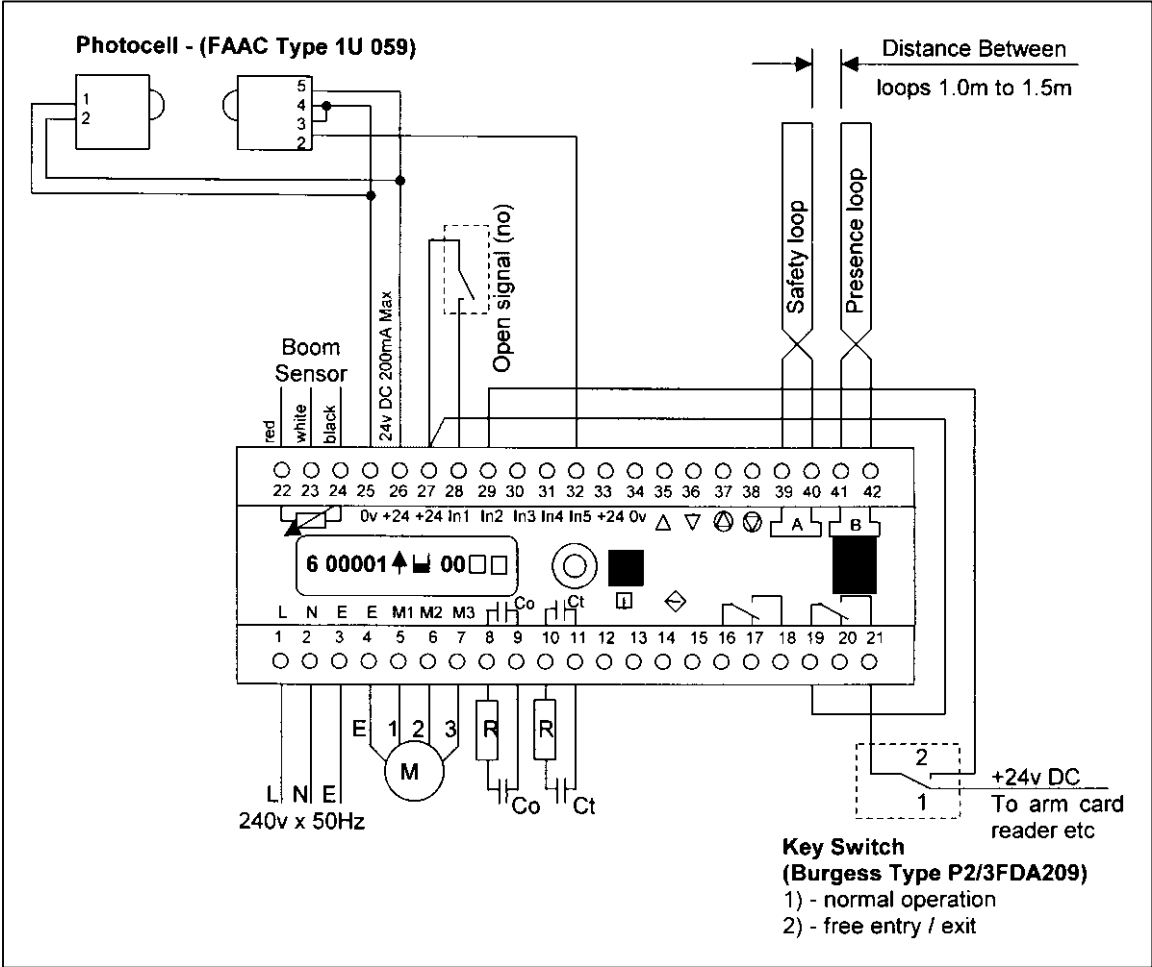 Photocell - (FAAC Type 1U 059)
Distance Between
loops 1.0m to 1.5m
1
2
5
4
3
2
Safety loop
Presence loop
Open signal (no)
24v DC 200mA Max
Boom
Sensor
red
white
black
22 23 24 25 26 27 28 29 30 31 32 33 34 35 36 37 38 39 40 41 42
0v +24 +24 In1 In2 In3 In4 In5 +24 0v
A
B
6 00001 00
Co
Ct
L N E E M1 M2 M3
1 2 3 4 5 6 7 8 9 10 11 12 13 14 15 16 17 18 19 20 21
E 1 2 3 R R
M
Co
Ct
L N E
240v x 50Hz
2
1
+24v DC
To arm card
reader etc
Key Switch
(Burgess Type P2/3FDA209)
1) - normal operation
2) - free entry / exit